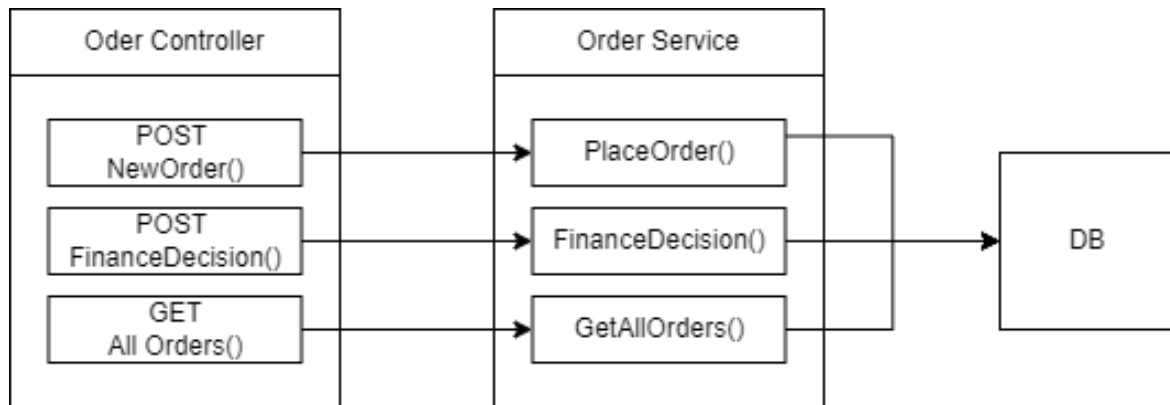 Oder Controller
Order Service
POST
NewOrder()
PlaceOrder()
POST
FinanceDecision()
FinanceDecision()
DB
GET
All Orders()
GetAllOrders()